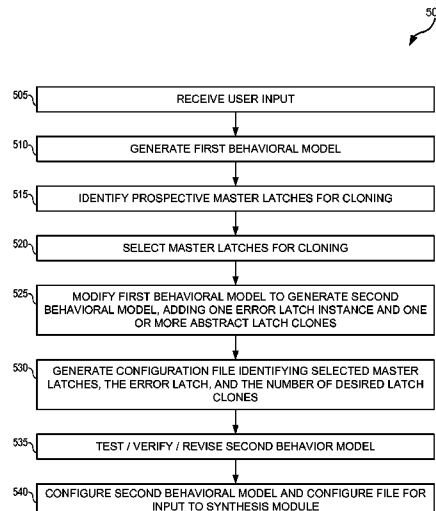 50
505
RECEIVE USER INPUT
510
GENERATE FIRST BEHAVIORAL MODEL
515
IDENTIFY PROSPECTIVE MASTER LATCHES FOR CLONING
520
SELECT MASTER LATCHES FOR CLONING
525
MODIFY FIRST BEHAVIORAL MODEL TO GENERATE SECOND
BEHAVIORAL MODEL, ADDING ONE ERROR LATCH INSTANCE AND ONE
OR MORE ABSTRACT LATCH CLONES
530
GENERATE CONFIGURATION FILE IDENTIFYING SELECTED MASTER
LATCHES, THE ERROR LATCH, AND THE NUMBER OF DESIRED LATCH
CLONES
535
TEST / VERIFY / REVISE SECOND BEHAVIOR MODEL
540
CONFIGURE SECOND BEHAVIORAL MODEL AND CONFIGURE FILE FOR
INPUT TO SYNTHESIS MODULE